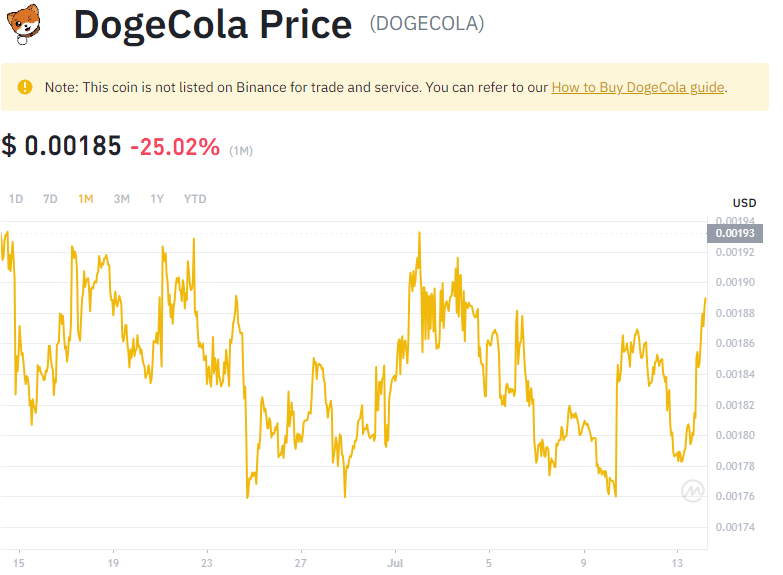 DogeCola Price (DOGECOLA)
Note: This coin is not listed on Binance for trade and service. You can refer to our How to Buy DogeCola guide.
$ 0.00185 -25.02% (1M)
1D 7D 1M 3M 1Y YTD
USD
0.00194
0.00193
0.00192
0.00190
0.00188
0.00186
0.00184
0.00182
0.00180
0.00178
0.00176
0.00174
15 19 23 27 Jul 5 9 13